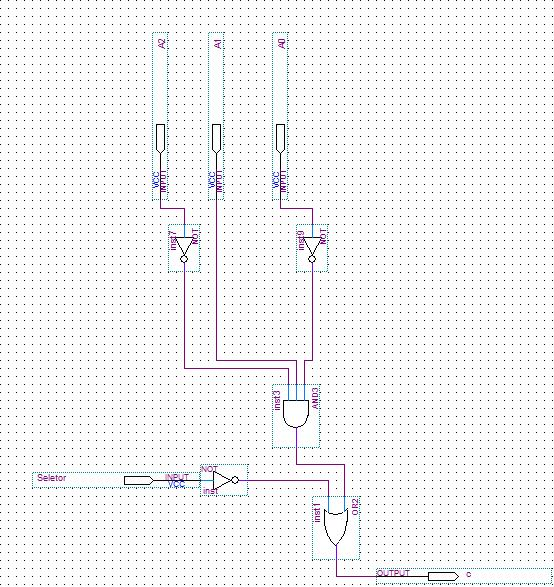 A2
A1
A0
VCC
INPUT
VCC
INPUT
VCC
INPUT
inst7
NOT
inst9
NOT
inst3
AND3
Seletor
INPUT
VCC
NOT
inst
inst1
OR2
OUTPUT
c